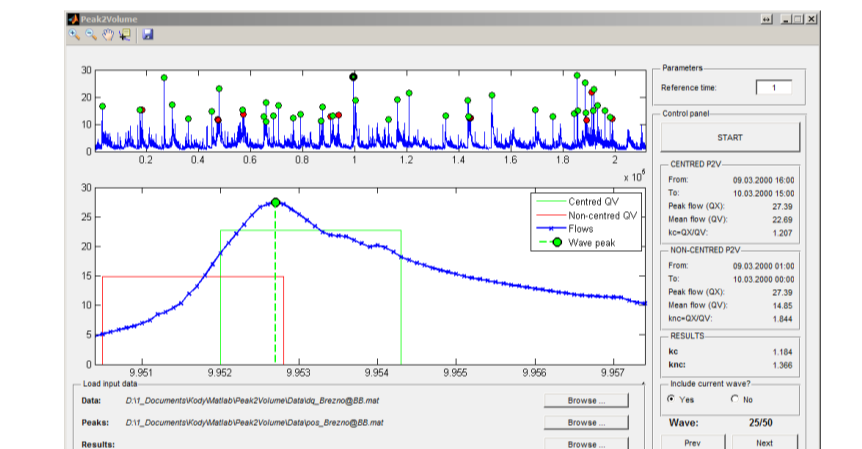 Peak2Volume
30
20
10
0
0.2 0.4 0.6 0.8 1 1.2 1.4 1.6 1.8 2
x 10^6
30
25
20
15
10
5
0
9.951 9.952 9.953 9.954 9.955 9.956 9.957
Centred QV
Non-centred QV
Flows
Wave peak
Load input data
Data: D:\1_Documents\Kody\Matlab\Peak2Volume\Data\dq_Brezno@BB.mat Browse ...
Peaks: D:\1_Documents\Kody\Matlab\Peak2Volume\Data\pos_Brezno@BB.mat Browse ...
Results: Browse ...
Parameters
Reference time: 1
Control panel
START
CENTRED P2V
From: 09.03.2000 16:00
To: 10.03.2000 15:00
Peak flow (QX): 27.39
Mean flow (QV): 22.69
kc=QX/QV: 1.207
NON-CENTRED P2V
From: 09.03.2000 01:00
To: 10.03.2000 00:00
Peak flow (QX): 27.39
Mean flow (QV): 14.85
knc=QX/QV: 1.844
RESULTS
kc 1.184
knc: 1.366
Include current wave?
Yes No
Wave: 25/50
Prev Next